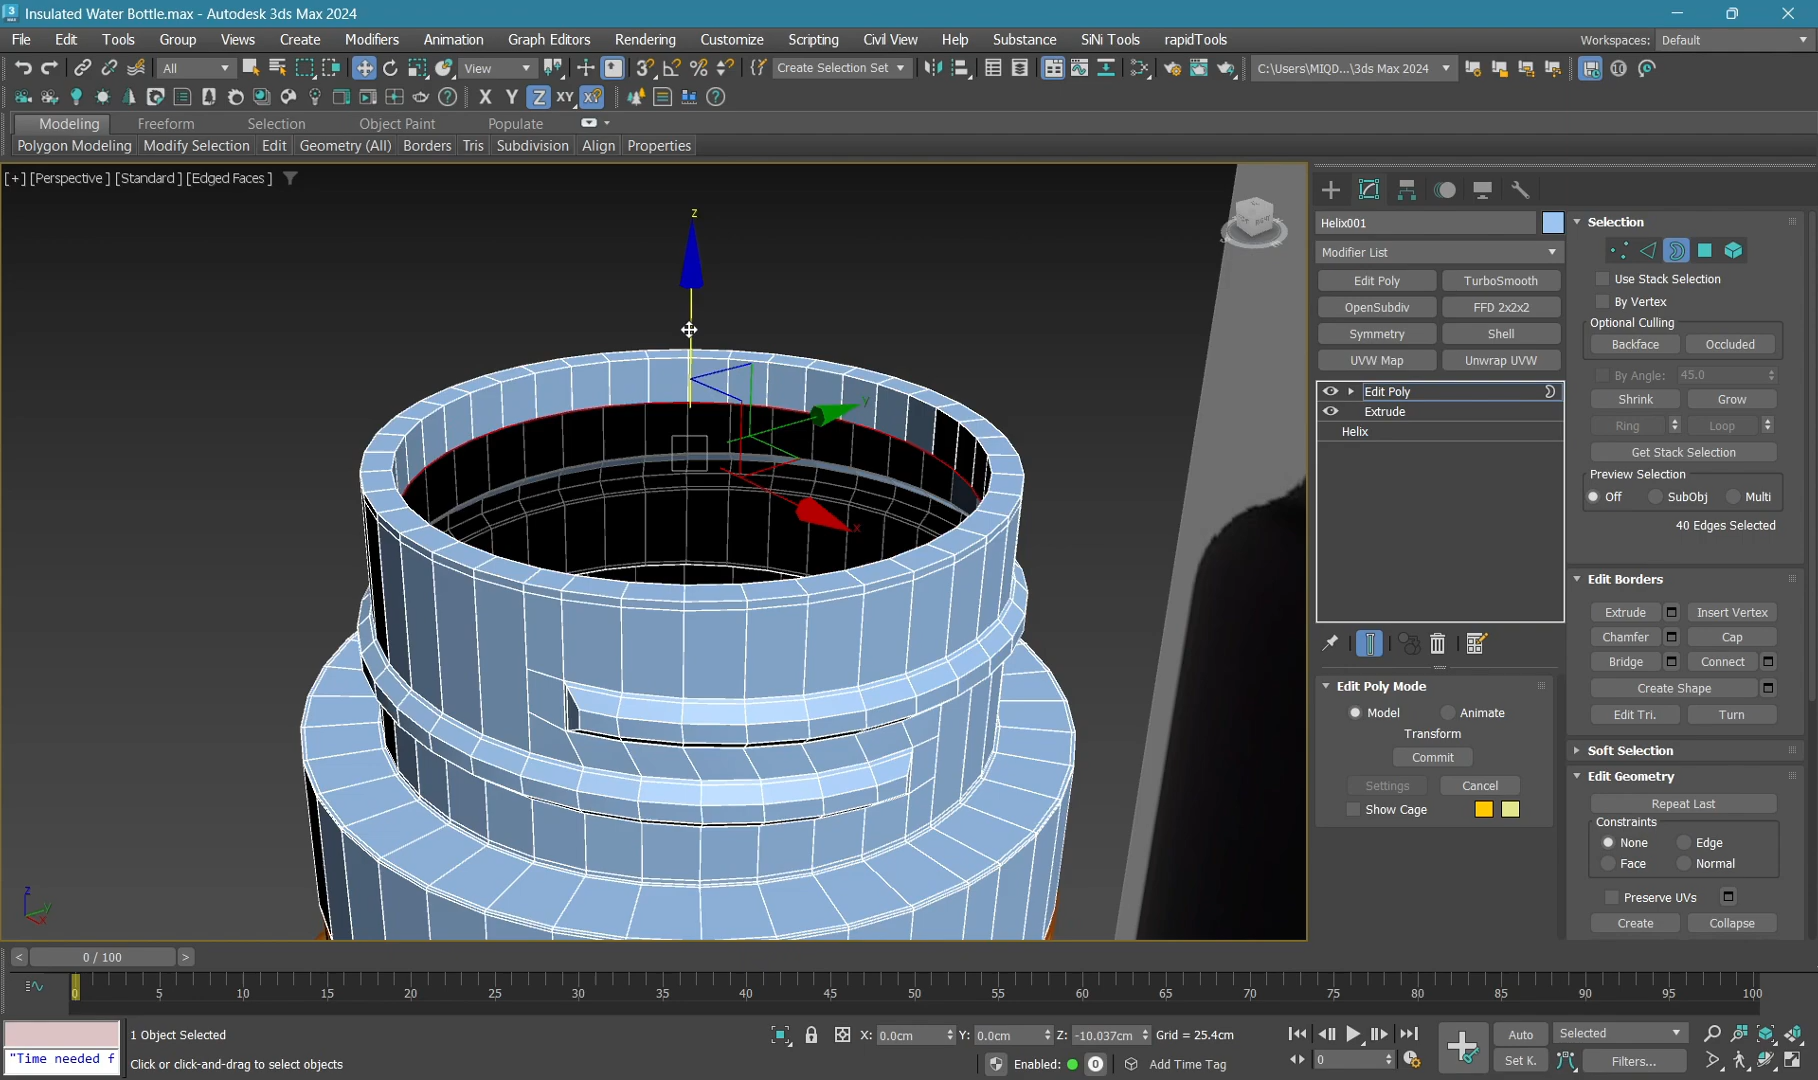 Insulated Water Bottle.max - Autodesk 3ds Max 2024
File Edit Tools Group Views Create Modifiers Animation Graph Editors Rendering Customize Scripting Civil View Help Substance SiNi Tools rapidTools Workspaces: Default
All View Create Selection Set C:\Users\MIQD...\3ds Max 2024
X Y Z XY
Modeling Freeform Selection Object Paint Populate
Polygon Modeling Modify Selection Edit Geometry (All) Borders Tris Subdivision Align Properties
[+] [Perspective] [Standard] [Edged Faces]
z
y
x
Helix001
Modifier List
Edit Poly TurboSmooth
OpenSubdiv FFD 2x2x2
Symmetry Shell
UVW Map Unwrap UVW
Edit Poly
Extrude
Helix
Edit Poly Mode
Model Animate
Transform
Commit
Settings Cancel
Show Cage
Selection
Use Stack Selection
By Vertex
Optional Culling
Backface Occluded
By Angle: 45.0
Shrink Grow
Ring Loop
Get Stack Selection
Preview Selection
Off SubObj Multi
40 Edges Selected
Edit Borders
Extrude Insert Vertex
Chamfer Cap
Bridge Connect
Create Shape
Edit Tri. Turn
Soft Selection
Edit Geometry
Repeat Last
Constraints
None Edge
Face Normal
Preserve UVs
Create Collapse
z
y
x
< 0 / 100 >
0 5 10 15 20 25 30 35 40 45 50 55 60 65 70 75 80 85 90 95 100
"Time needed f
1 Object Selected
Click or click-and-drag to select objects
X: 0.0cm Y: 0.0cm Z: -10.037cm Grid = 25.4cm
Enabled: 0 Add Time Tag
0
Auto Selected
Set K. Filters...